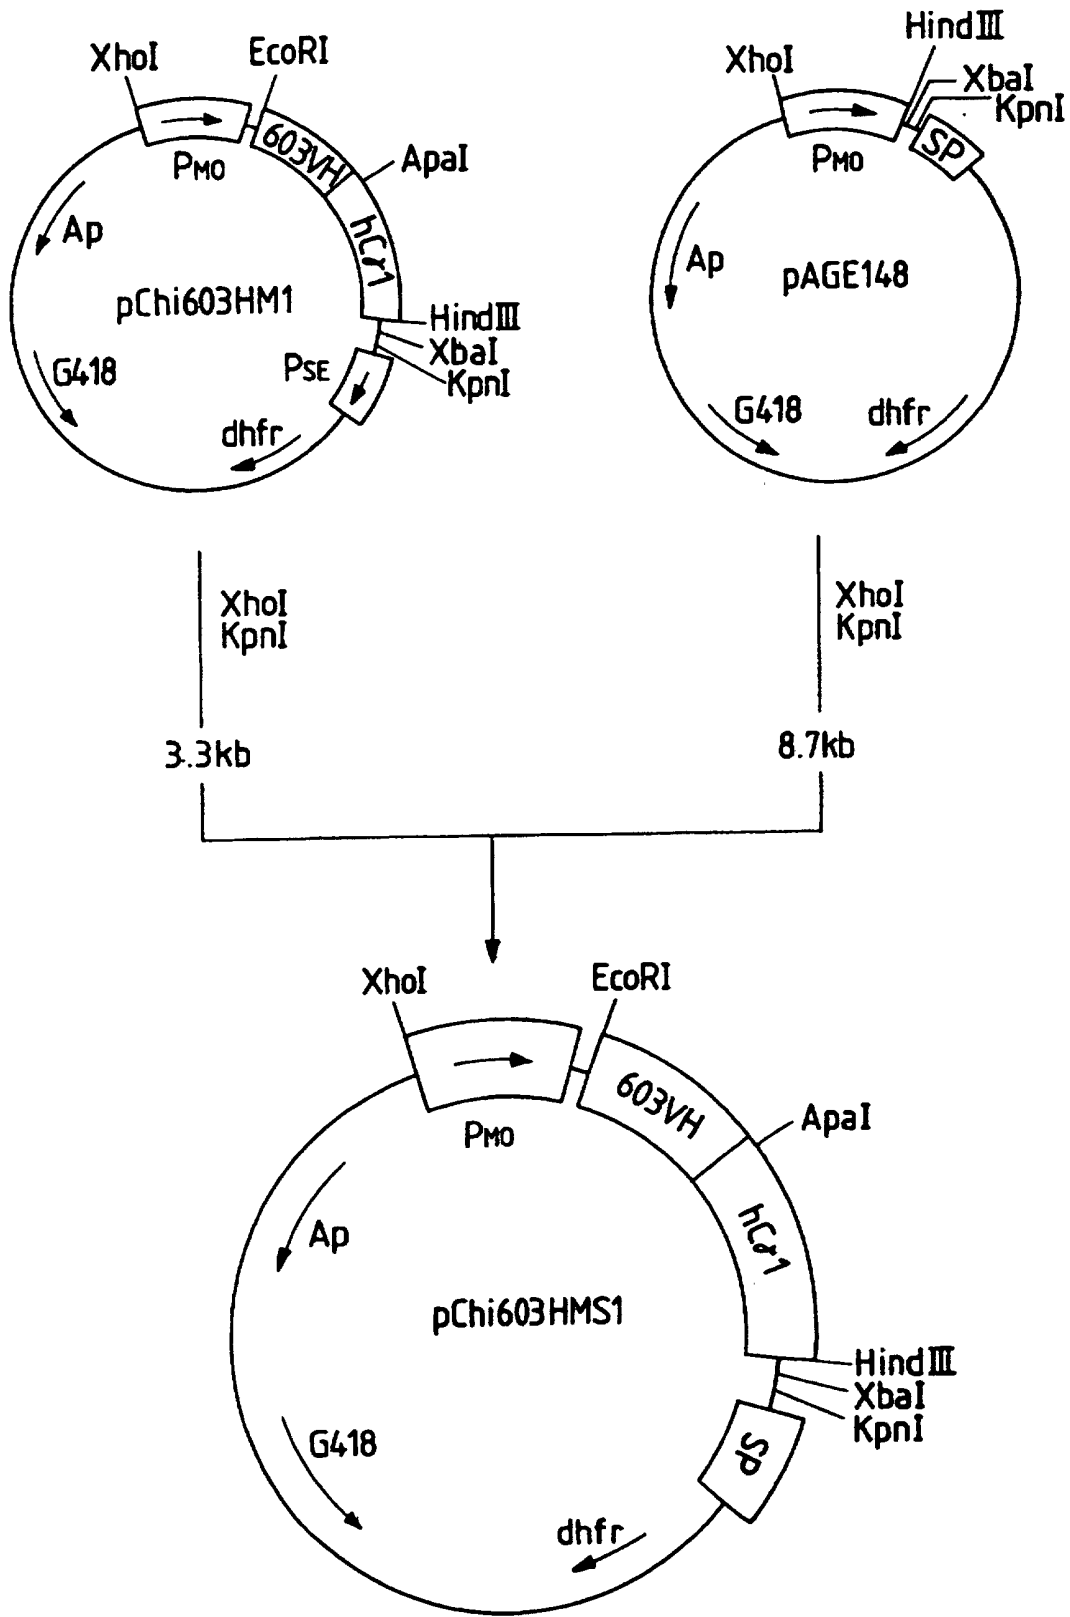 XhoI
EcoRI
603VH
PMO
ApaI
Ap
hCγ1
pChi603HM1
HindIII
XbaI
KpnI
PSE
G418
dhfr
HindIII
XhoI
XbaI
KpnI
SP
PMO
Ap
pAGE148
G418
dhfr
XhoI
KpnI
3.3kb
XhoI
KpnI
8.7kb
XhoI
EcoRI
603VH
PMO
ApaI
Ap
hCγ1
pChi603HMS1
HindIII
XbaI
KpnI
G418
SP
dhfr